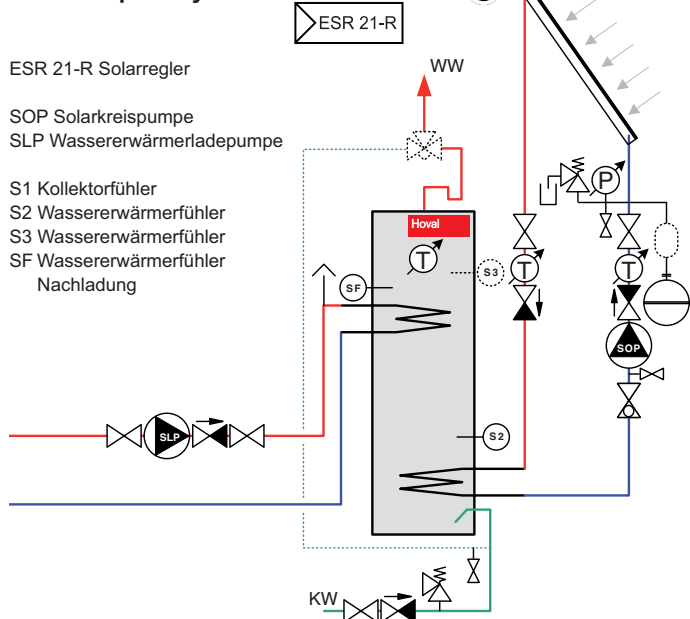 ESR 21-R
ESR 21-R Solarregler
SOP Solarkreispumpe
SLP Wassererwärmerladepumpe
S1 Kollektorfühler
S2 Wassererwärmerfühler
S3 Wassererwärmerfühler
SF Wassererwärmerfühler
Nachladung
WW
P
Hoval
T
S3
T
T
SF
SOP
SLP
S2
KW